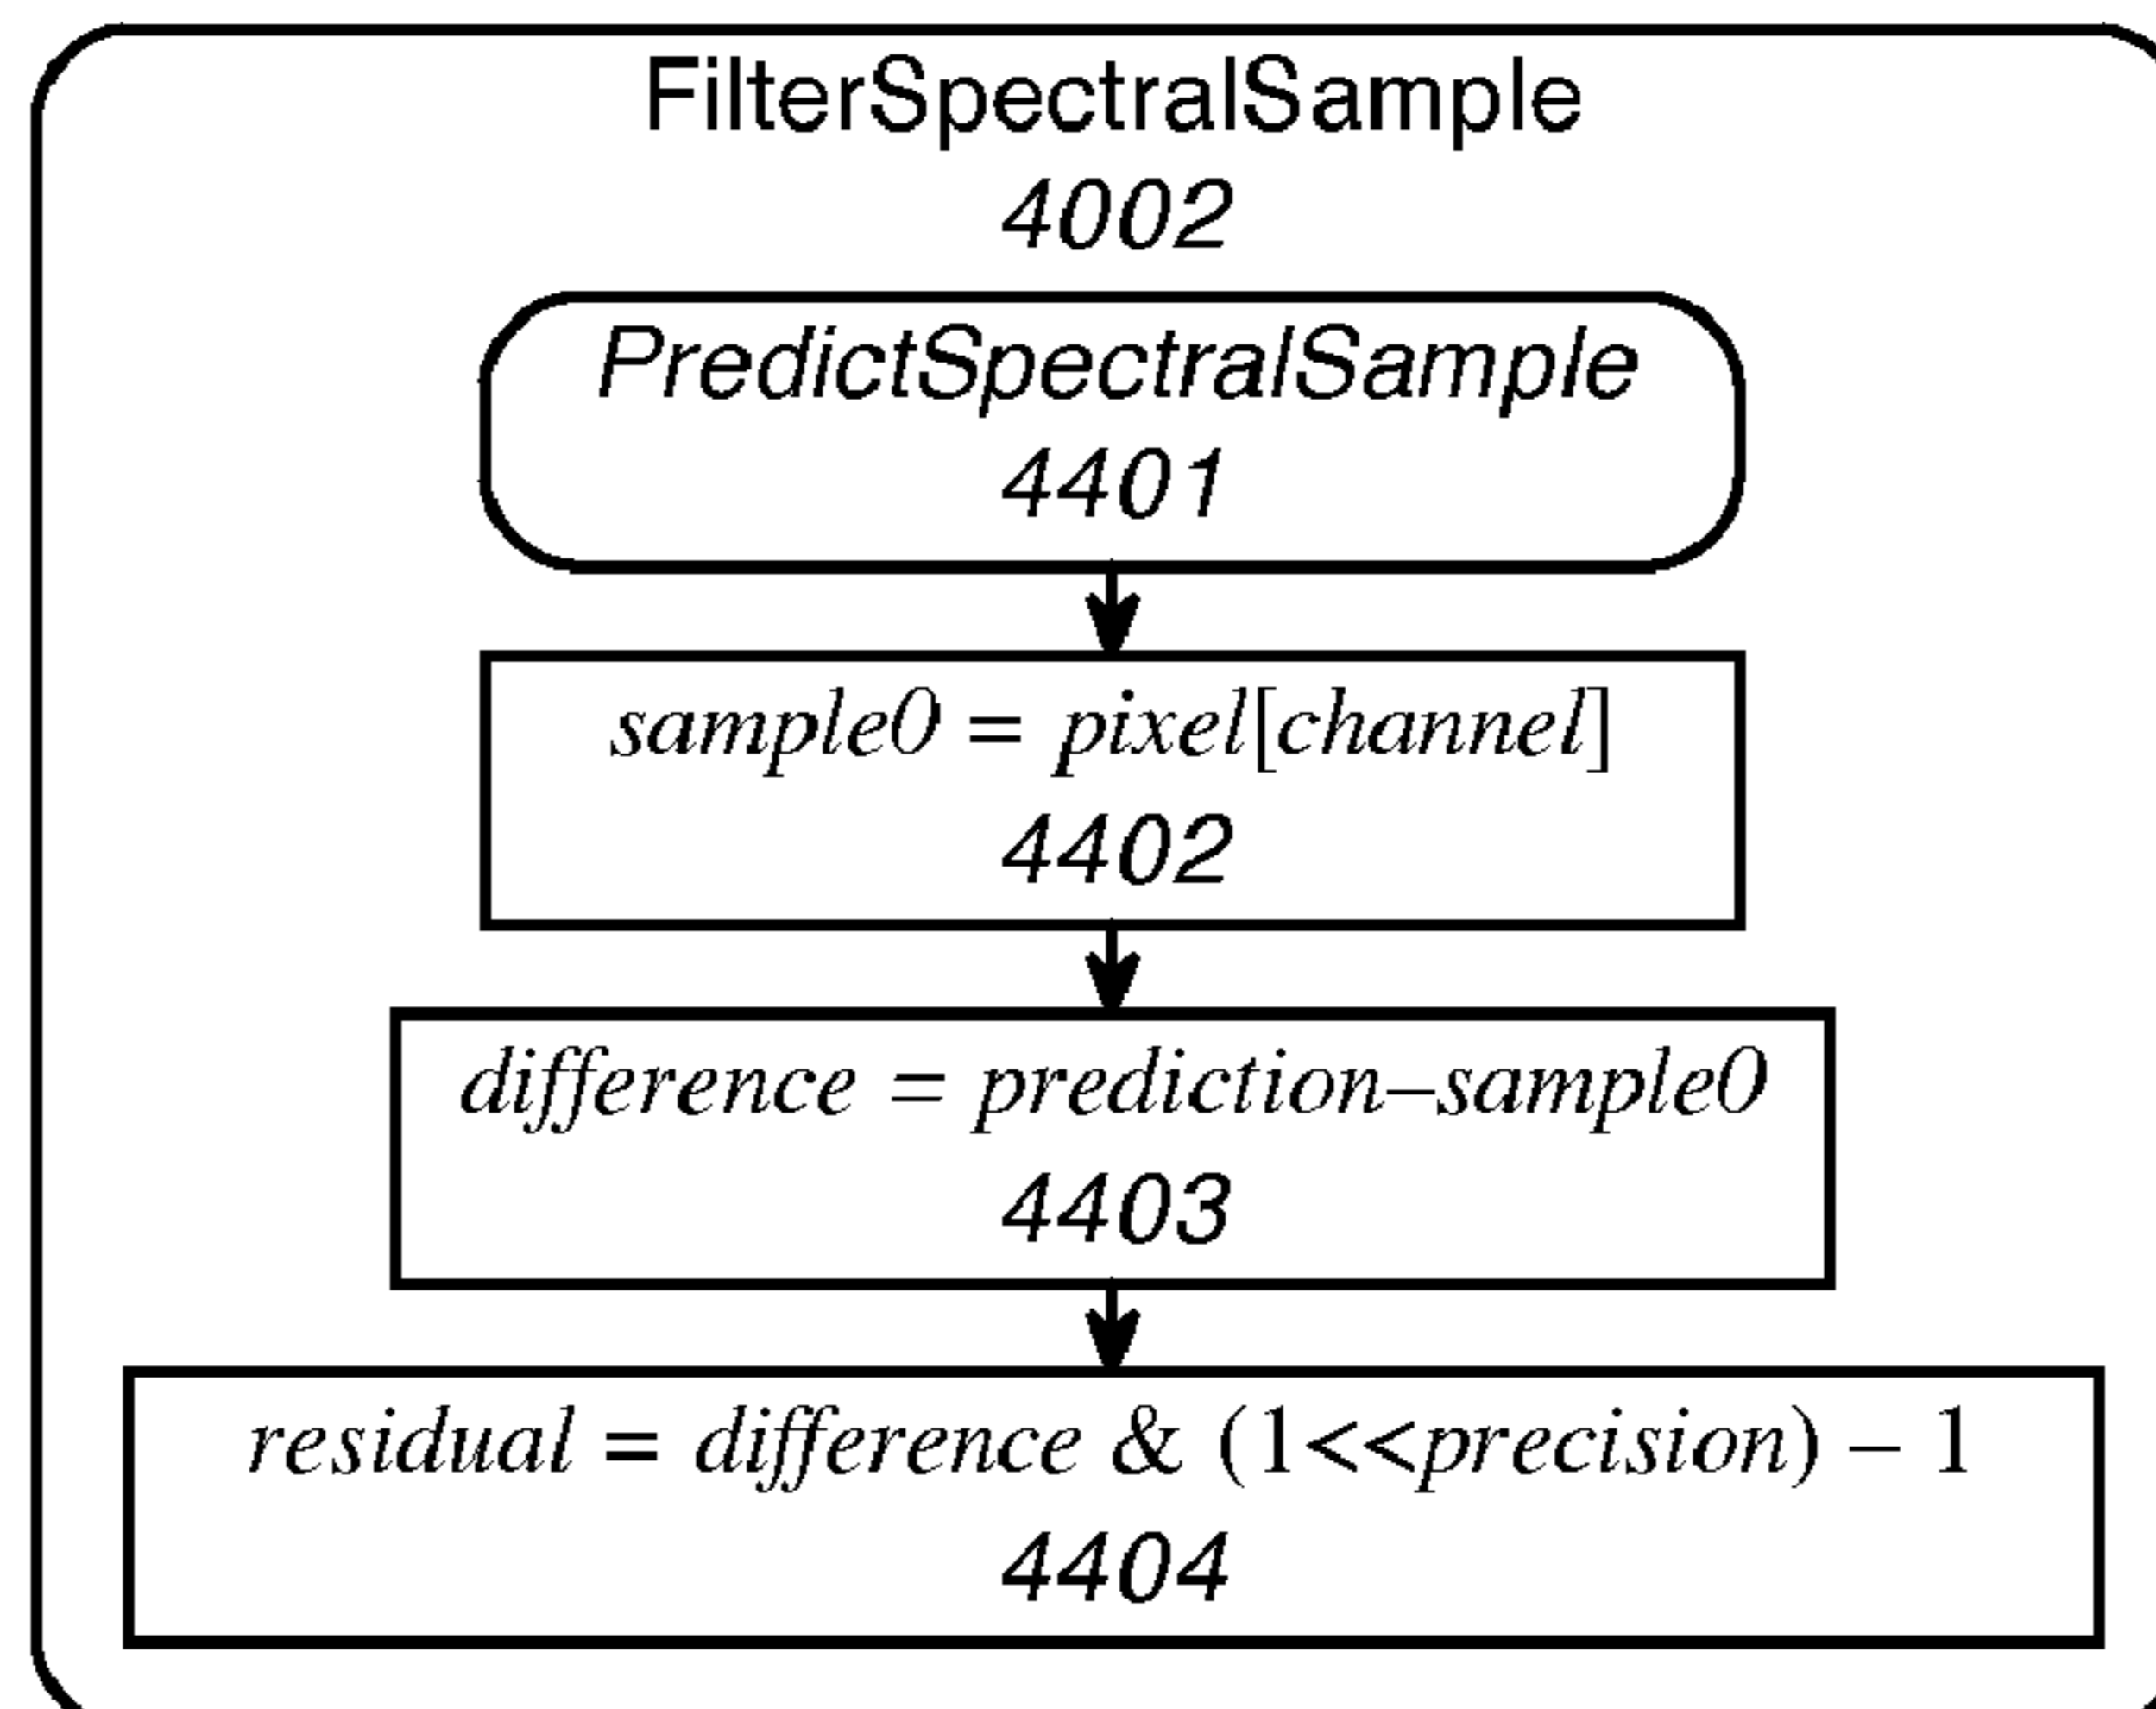 FilterSpectralSample
4002
PredictSpectralSample
4401
sample0 = pixel[channel]
4402
difference = prediction–sample0
4403
residual = difference & (1<<precision) – 1
4404